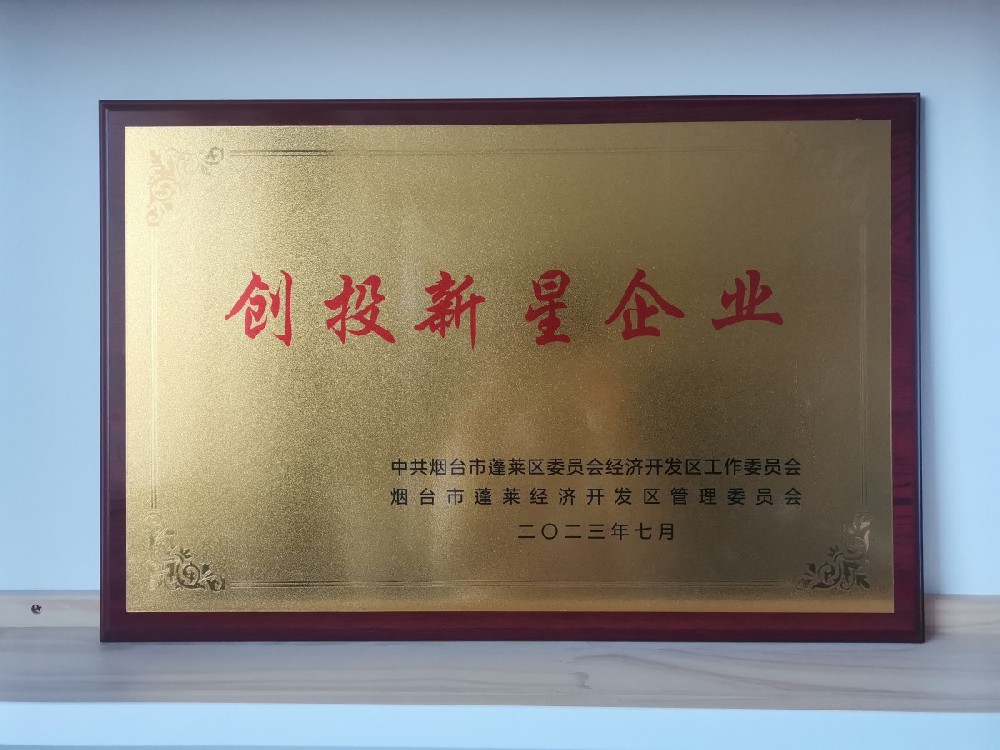 创投新星企业
中共烟台市蓬莱区委员会经济开发区工作委员会
烟台市蓬莱经济开发区管理委员会
二〇二三年七月